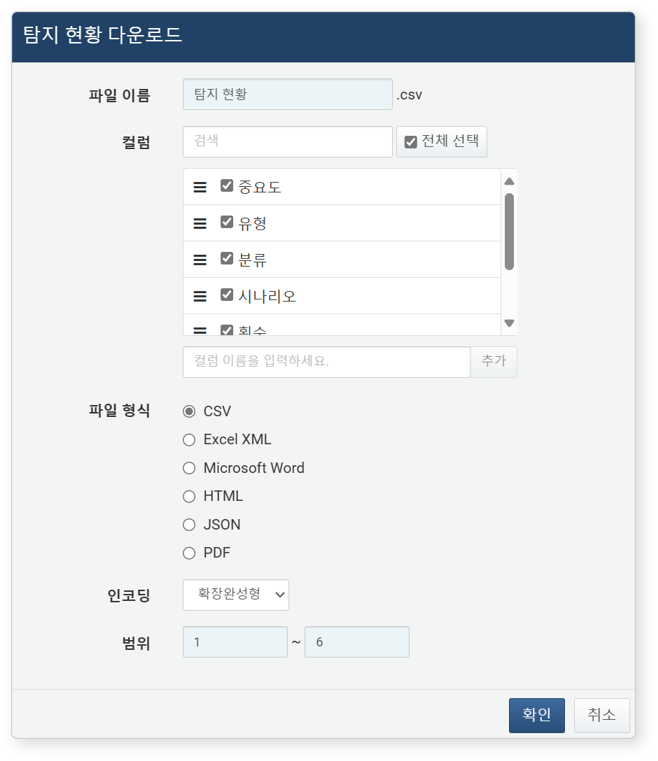 탐지 현황 다운로드
파일 이름 탐지 현황 .csv
컬럼 검색 전체 선택
중요도
유형
분류
시나리오
횟수
컬럼 이름을 입력하세요. 추가
파일 형식 CSV
Excel XML
Microsoft Word
HTML
JSON
PDF
인코딩 확장완성형
범위 1 ~ 6
확인 취소